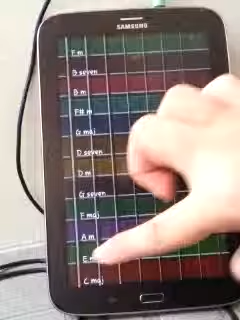 SAMSUNG
F m
B seven
B m
F# m
G maj
D seven
D m
G seven
F maj
A m
E
C maj